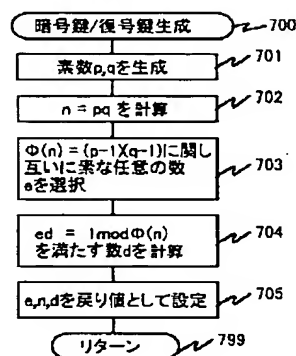 暗号鍵/復号鍵生成
700
素数p,qを生成
701
n = pq を計算
702
Φ(n) = (p-1)(q-1)に関し
互いに素な任意の数
eを選択
703
ed = 1modΦ(n)
を満たす数dを計算
704
e,n,dを戻り値として設定
705
リターン
799